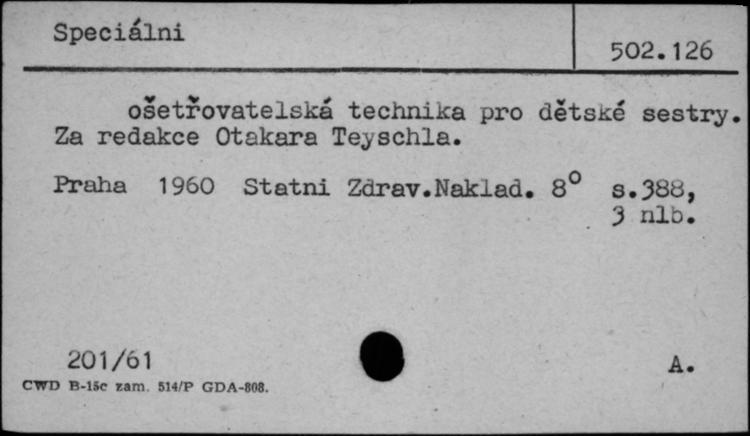 Speciálni
502.126
ošetřovatelská technika pro dětské sestry.
Za redakce Otakara Teyschla.
Praha 1960 Statni Zdrav.Naklad. 8° s.388,
3 nlb.
201/61
A.
CWD B-15c zam. 514/P GDA-808.